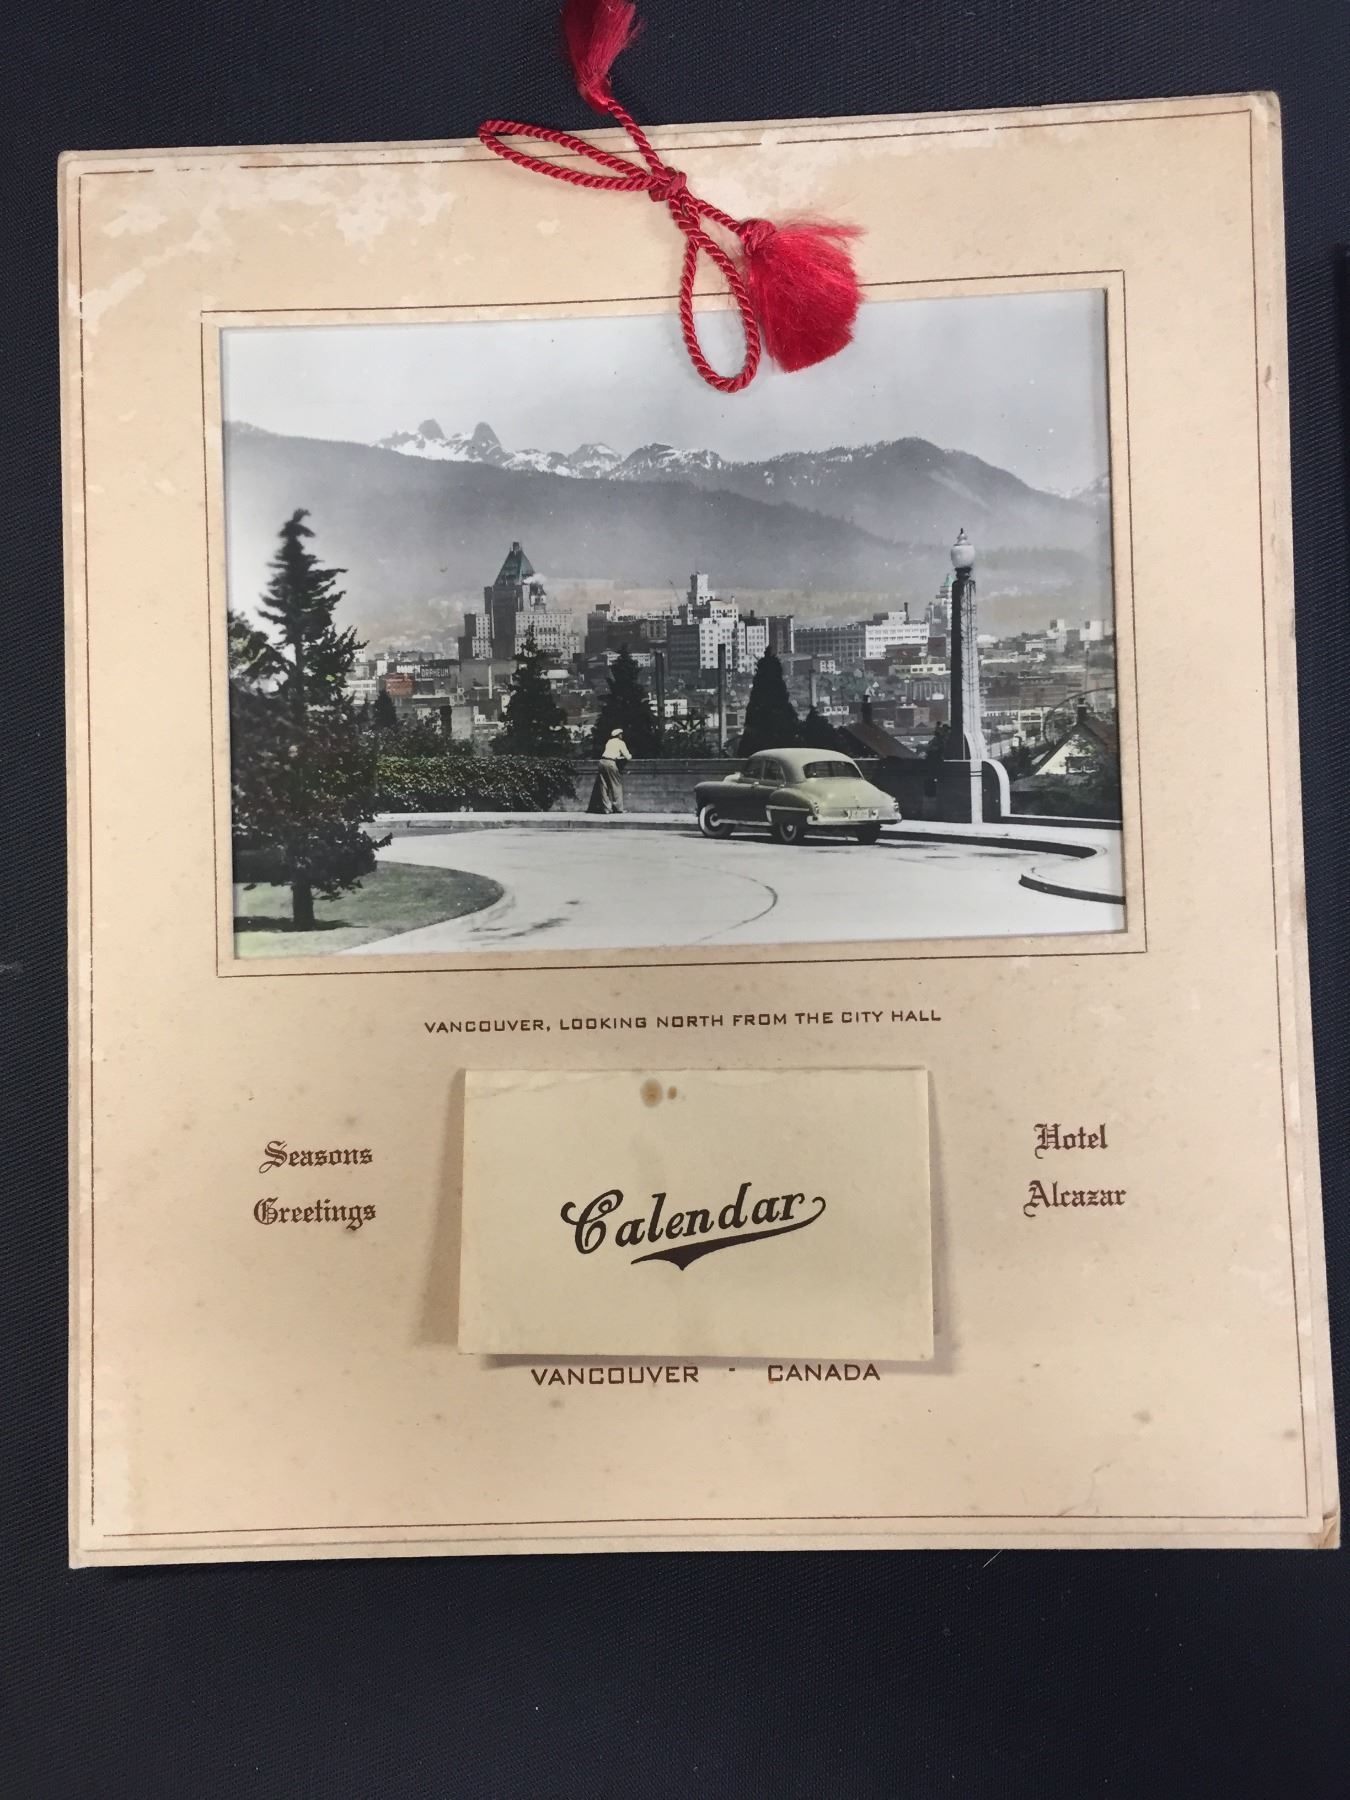 ORPHEUM
VANCOUVER, LOOKING NORTH FROM THE CITY HALL
Seasons
Greetings
Calendar
Hotel
Alcazar
VANCOUVER - CANADA